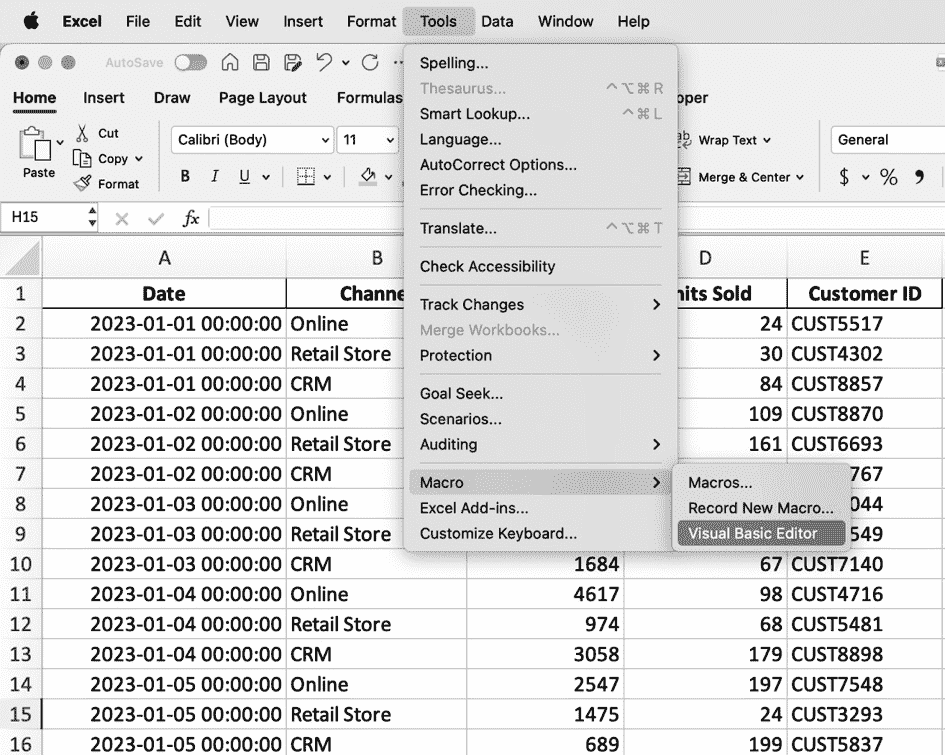 Excel File Edit View Insert Format Tools Data Window Help
AutoSave
Spelling...
Thesaurus... ⌃⌥⌘R
Smart Lookup... ⌃⌘L
Language...
AutoCorrect Options...
Error Checking...
Translate... ⌃⌥⌘T
Check Accessibility
Track Changes
Merge Workbooks...
Protection
Goal Seek...
Scenarios...
Auditing
Macro
Excel Add-ins...
Customize Keyboard...
Macros...
Record New Macro...
Visual Basic Editor
Home Insert Draw Page Layout Formulas oper
Paste
Cut
Copy
Format
Calibri (Body) 11
B I U
ab Wrap Text
Merge & Center
General
$ % ,
H15 fx
A B D E
1 Date Channe nits Sold Customer ID
2 2023-01-01 00:00:00 Online 24 CUST5517
3 2023-01-01 00:00:00 Retail Store 30 CUST4302
4 2023-01-01 00:00:00 CRM 84 CUST8857
5 2023-01-02 00:00:00 Online 109 CUST8870
6 2023-01-02 00:00:00 Retail Store 161 CUST6693
7 2023-01-02 00:00:00 CRM 767
8 2023-01-03 00:00:00 Online 044
9 2023-01-03 00:00:00 Retail Store 549
10 2023-01-03 00:00:00 CRM 1684 67 CUST7140
11 2023-01-04 00:00:00 Online 4617 98 CUST4716
12 2023-01-04 00:00:00 Retail Store 974 68 CUST5481
13 2023-01-04 00:00:00 CRM 3058 179 CUST8898
14 2023-01-05 00:00:00 Online 2547 197 CUST7548
15 2023-01-05 00:00:00 Retail Store 1475 24 CUST3293
16 2023-01-05 00:00:00 CRM 689 199 CUST5837